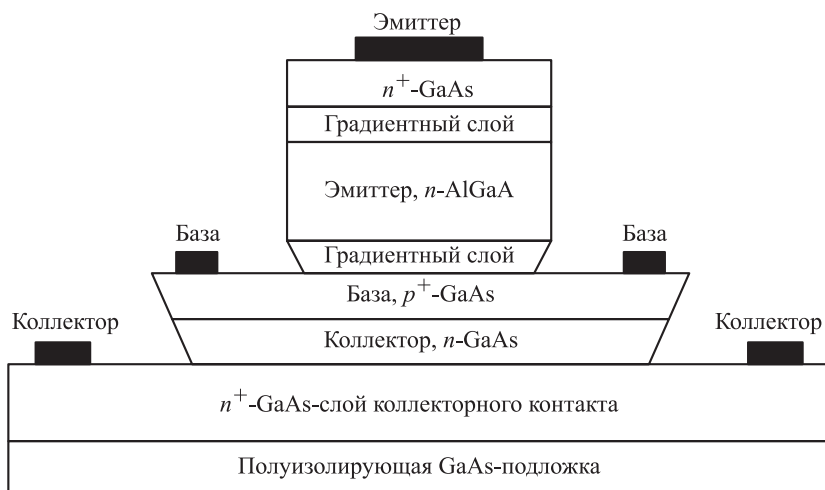 Эмиттер
n⁺-GaAs
Градиентный слой
Эмиттер, n-AlGaA
База
База
Градиентный слой
База, p⁺-GaAs
Коллектор
Коллектор
Коллектор, n-GaAs
n⁺-GaAs-слой коллекторного контакта
Полуизолирующая GaAs-подложка